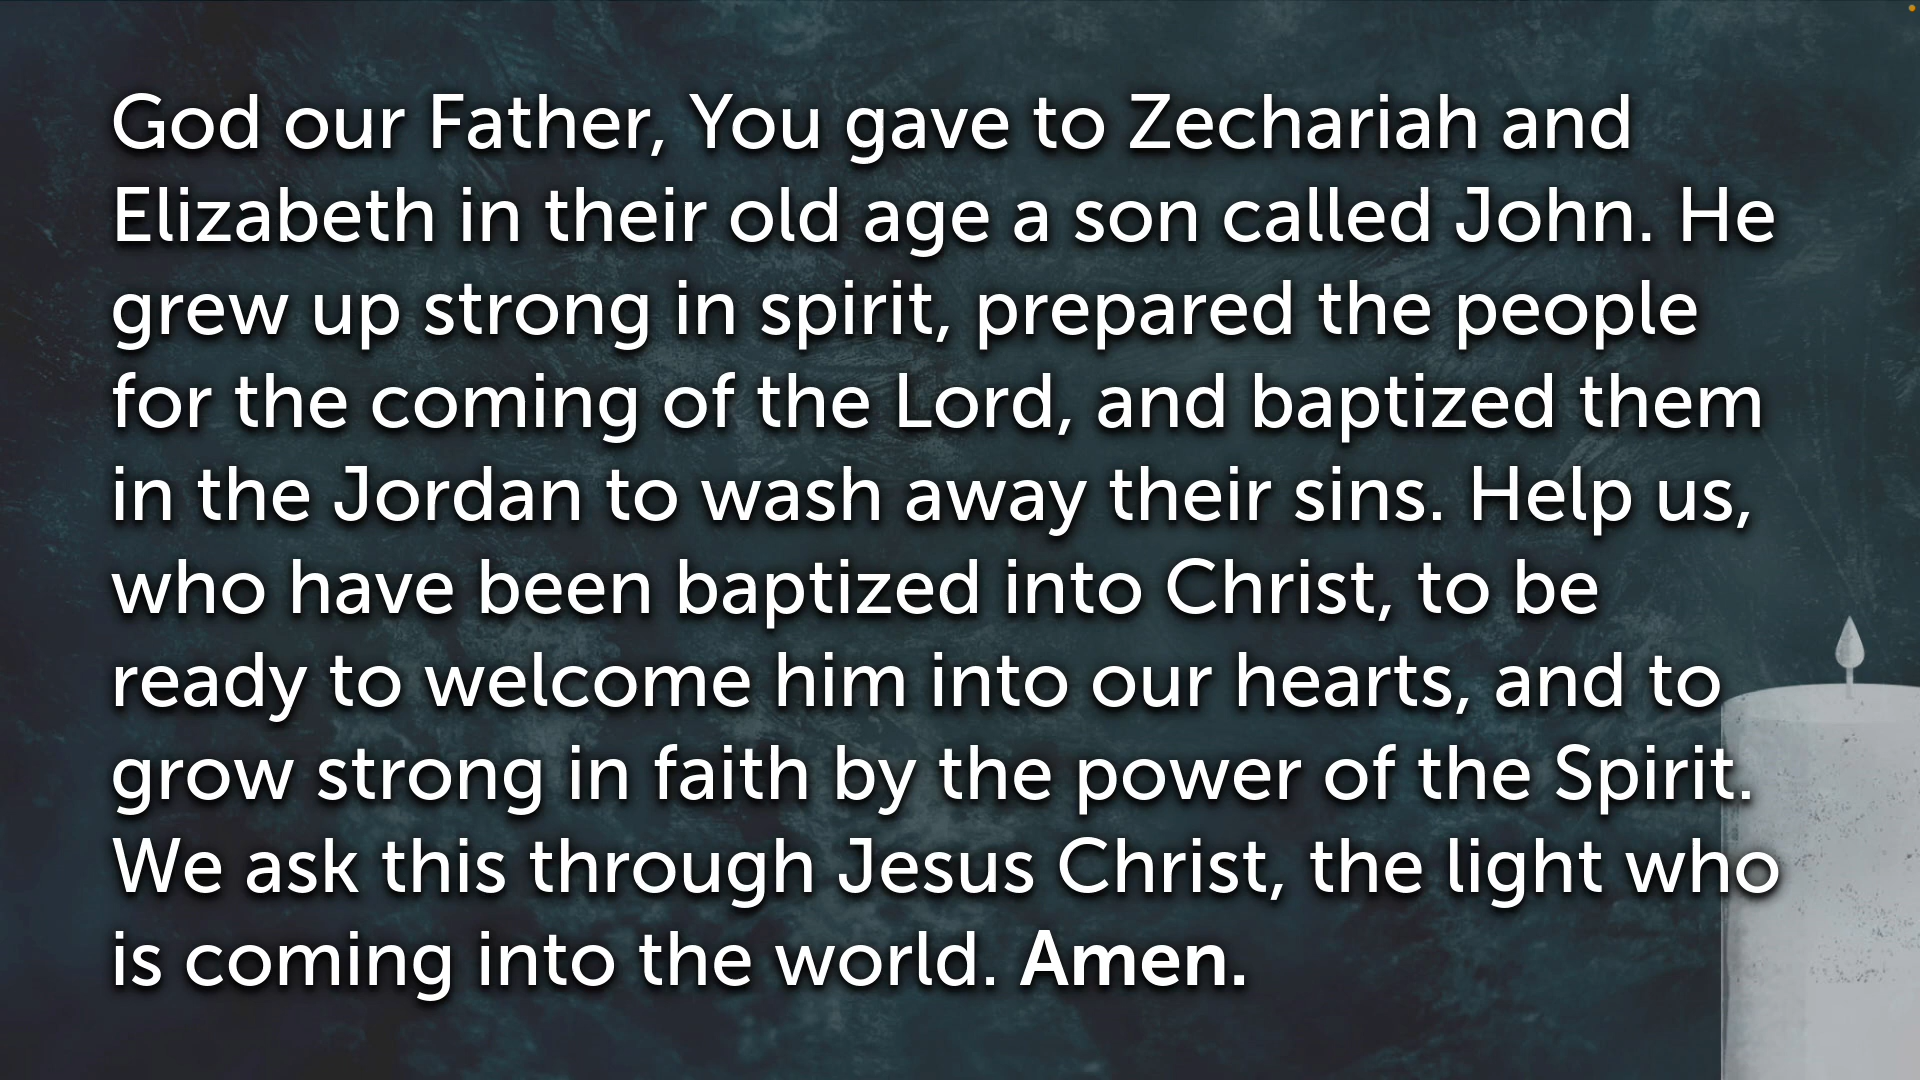 God our Father, You gave to Zechariah and
Elizabeth in their old age a son called John. He
grew up strong in spirit, prepared the people
for the coming of the Lord, and baptized them
in the Jordan to wash away their sins. Help us,
who have been baptized into Christ, to be
ready to welcome him into our hearts, and to
grow strong in faith by the power of the Spirit.
We ask this through Jesus Christ, the light who
is coming into the world. Amen.